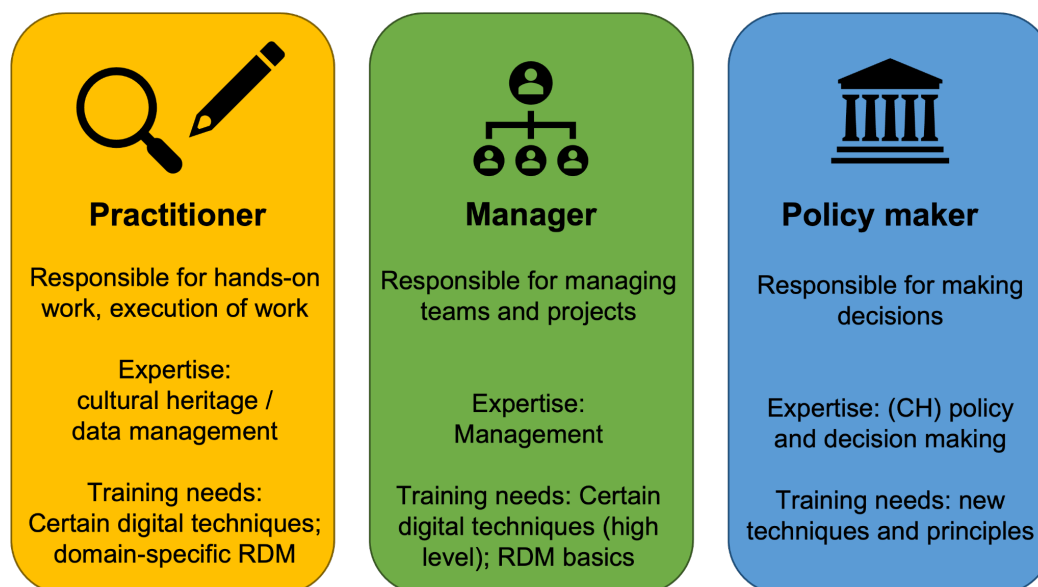 Practitioner
Responsible for hands-on
work, execution of work
Expertise:
cultural heritage /
data management
Training needs:
Certain digital techniques;
domain-specific RDM
Manager
Responsible for managing
teams and projects
Expertise:
Management
Training needs: Certain
digital techniques (high
level); RDM basics
Policy maker
Responsible for making
decisions
Expertise: (CH) policy
and decision making
Training needs: new
techniques and principles